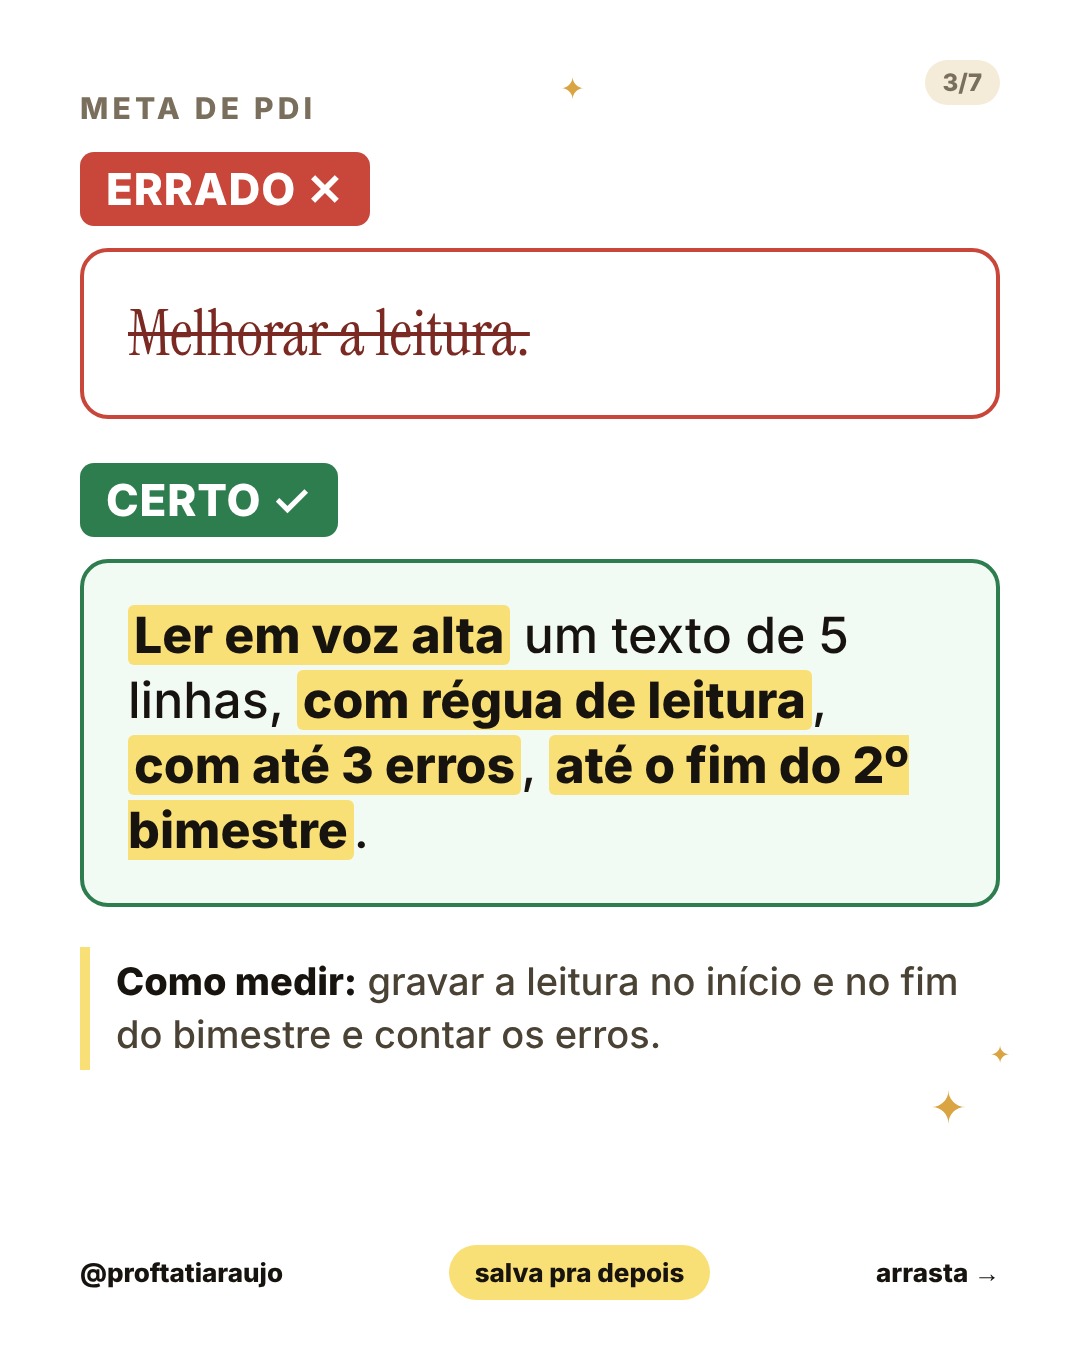 META DE PDI
3/7
ERRADO ✕
Melhorar a leitura.
CERTO ✓
Ler em voz alta um texto de 5
linhas, com régua de leitura,
com até 3 erros, até o fim do 2º
bimestre.
Como medir: gravar a leitura no início e no fim
do bimestre e contar os erros.
@proftatiaraujo
salva pra depois
arrasta →